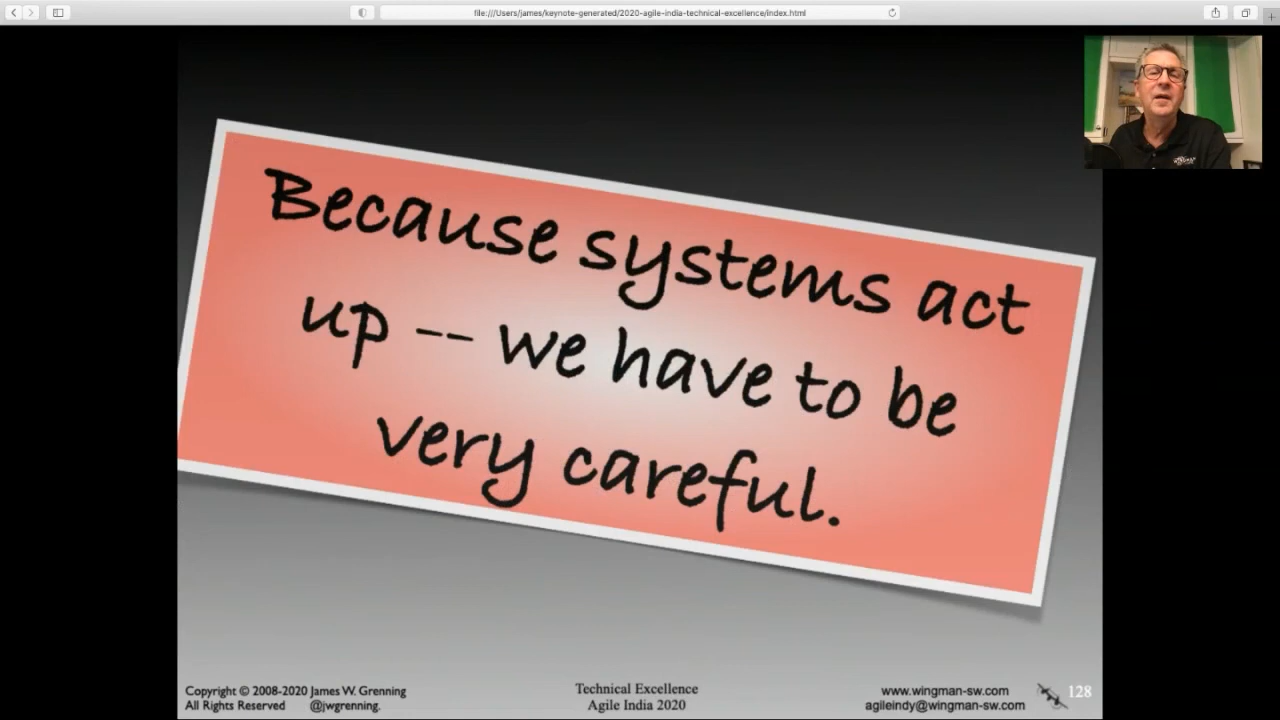 file:///Users/james/keynote-generated/2020-agile-india-technical-excellence/index.html
Because systems act
up -- we have to be
very careful.
Copyright © 2008-2020 James W. Grenning
All Rights Reserved @jwgrenning.
Technical Excellence
Agile India 2020
www.wingman-sw.com
agileindy@wingman-sw.com
128